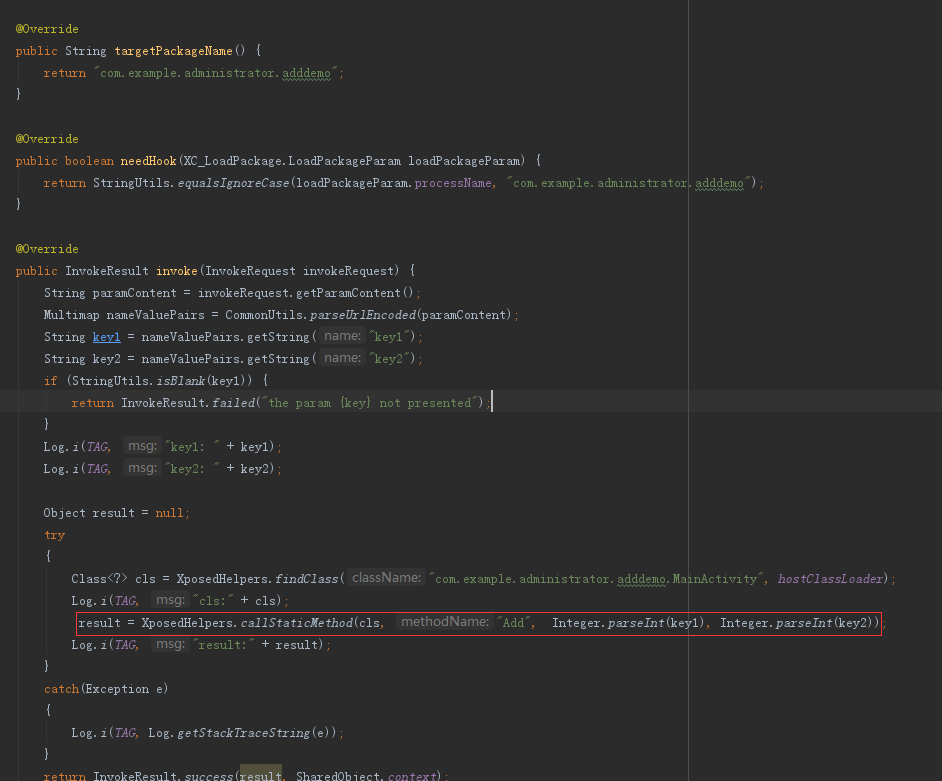 @Override
public String targetPackageName() {
return "com.example.administrator.adddemo";
}
@Override
public boolean needHook(XC_LoadPackage.LoadPackageParam loadPackageParam) {
return StringUtils.equalsIgnoreCase(loadPackageParam.processName, "com.example.administrator.adddemo");
}
@Override
public InvokeResult invoke(InvokeRequest invokeRequest) {
String paramContent = invokeRequest.getParamContent();
Multimap nameValuePairs = CommonUtils.parseUrlEncoded(paramContent);
String key1 = nameValuePairs.getString( name: "key1");
String key2 = nameValuePairs.getString( name: "key2");
if (StringUtils.isBlank(key1)) {
return InvokeResult.failed("the param {key} not presented");
}
Log.i(TAG, msg: "key1: " + key1);
Log.i(TAG, msg: "key2: " + key2);
Object result = null;
try
{
Class<?> cls = XposedHelpers.findClass( className: "com.example.administrator.adddemo.MainActivity", hostClassLoader);
Log.i(TAG, msg: "cls:" + cls);
result = XposedHelpers.callStaticMethod(cls, methodName: "Add", Integer.parseInt(key1), Integer.parseInt(key2));
Log.i(TAG, msg: "result:" + result);
}
catch(Exception e)
{
Log.i(TAG, Log.getStackTraceString(e));
}
return InvokeResult.success(result, SharedObject.context);